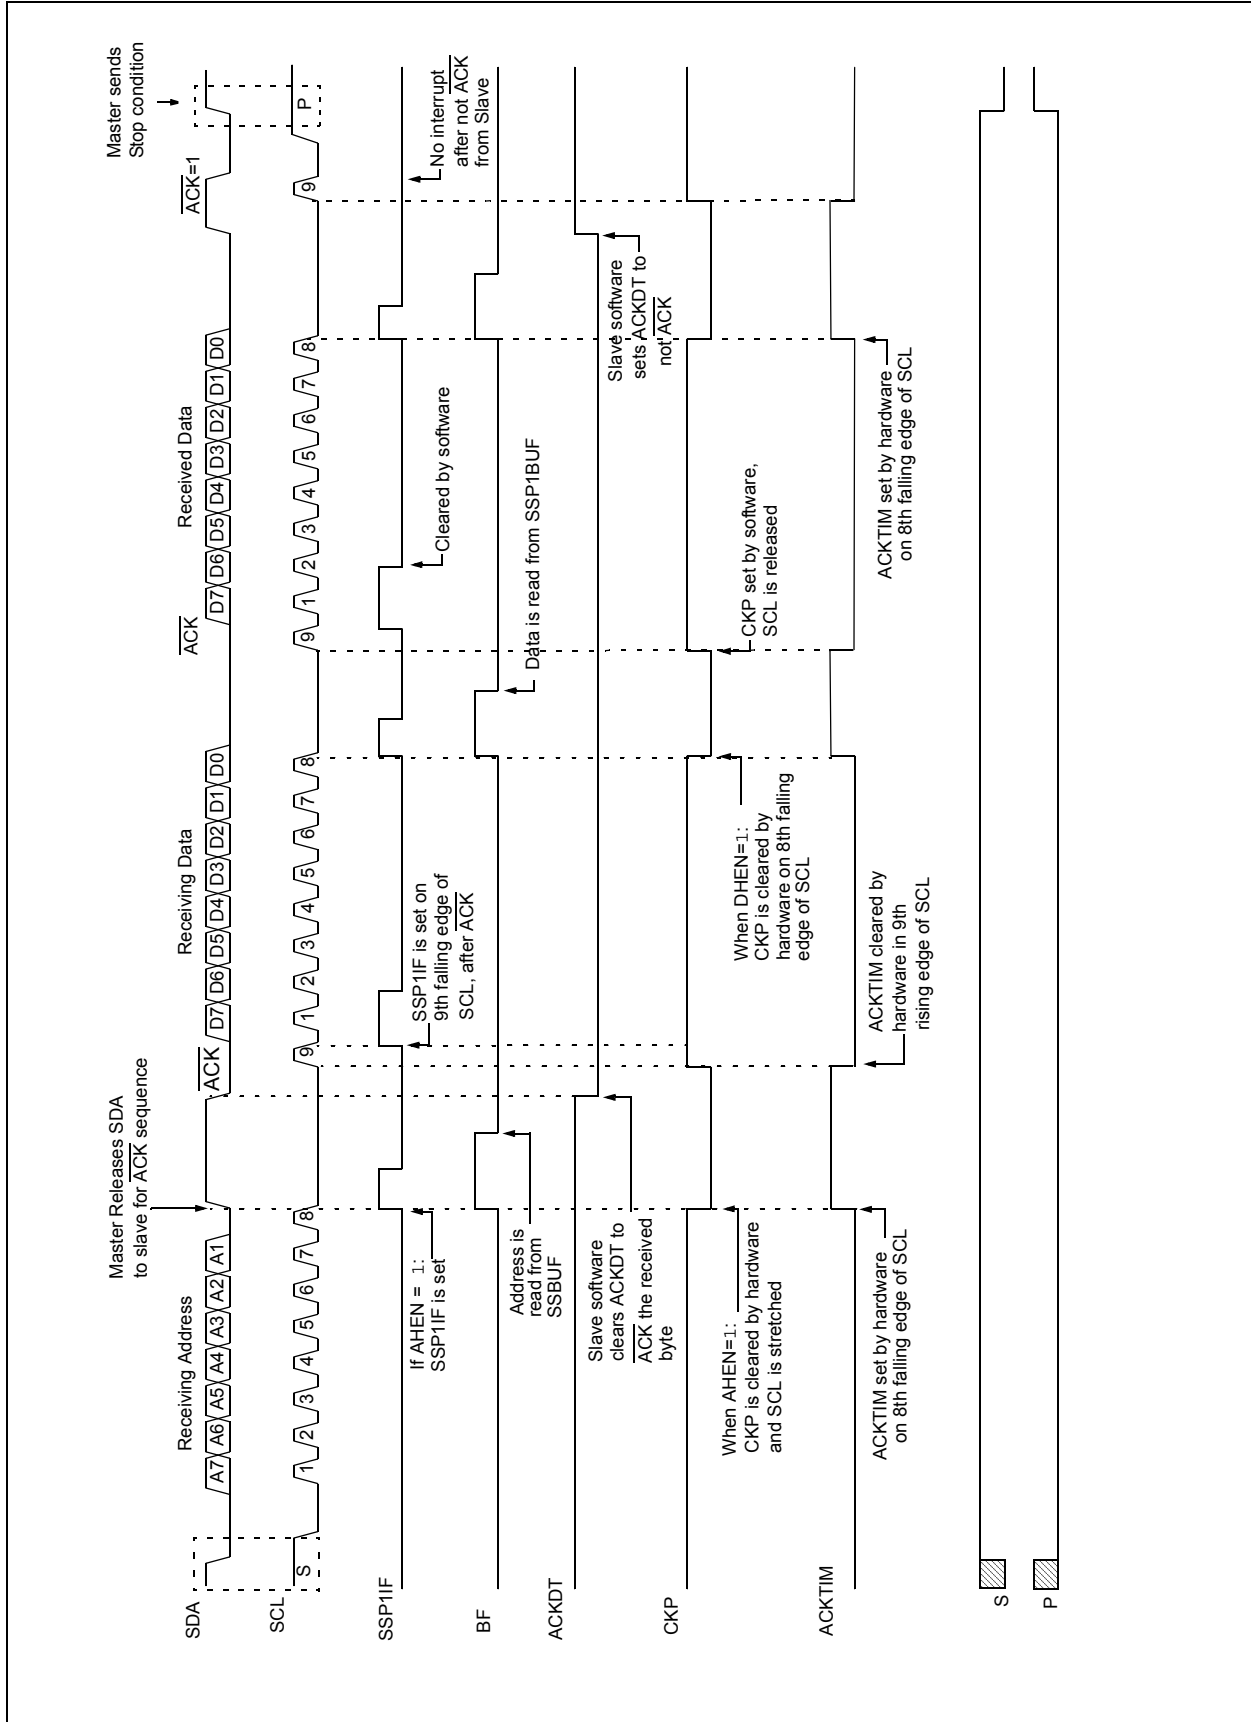 Master Releases SDA
to slave for ACK sequence
Master sends
Stop condition
Receiving Address
Receiving Data
Received Data
ACK
ACK
ACK=1
SDA
A7 A6 A5 A4 A3 A2 A1
D7 D6 D5 D4 D3 D2 D1 D0
D7 D6 D5 D4 D3 D2 D1 D0
SCL
S
1 2 3 4 5 6 7 8 9
1 2 3 4 5 6 7 8 9
1 2 3 4 5 6 7 8 9
P
SSP1IF
If AHEN = 1:
SSP1IF is set
SSP1IF is set on
9th falling edge of
SCL, after ACK
Cleared by software
No interrupt
after not ACK
from Slave
BF
Address is
read from
SSBUF
Data is read from SSP1BUF
ACKDT
Slave software
clears ACKDT to
ACK the received
byte
Slave software
sets ACKDT to
not ACK
CKP
When AHEN=1:
CKP is cleared by hardware
and SCL is stretched
When DHEN=1:
CKP is cleared by
hardware on 8th falling
edge of SCL
CKP set by software,
SCL is released
ACKTIM
ACKTIM set by hardware
on 8th falling edge of SCL
ACKTIM cleared by
hardware in 9th
rising edge of SCL
ACKTIM set by hardware
on 8th falling edge of SCL
S
P